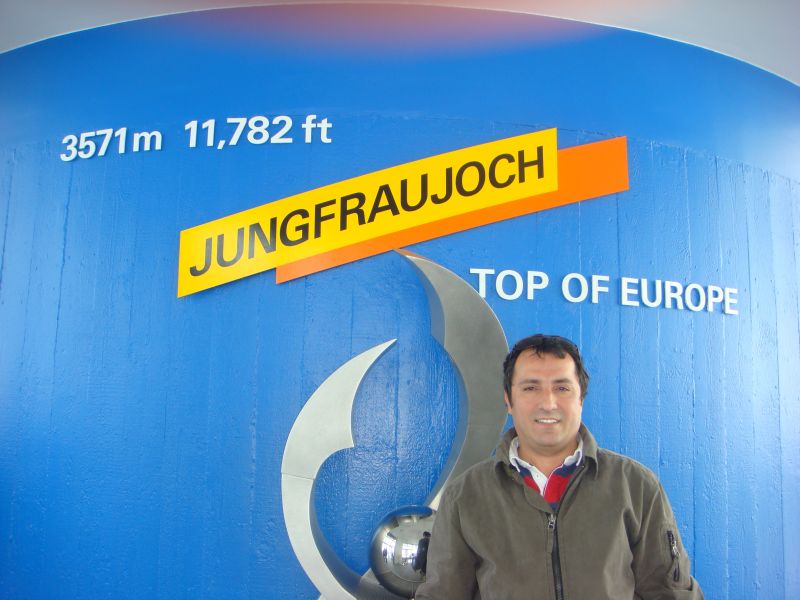 3571m 11,782 ft
JUNGFRAUJOCH
TOP OF EUROPE